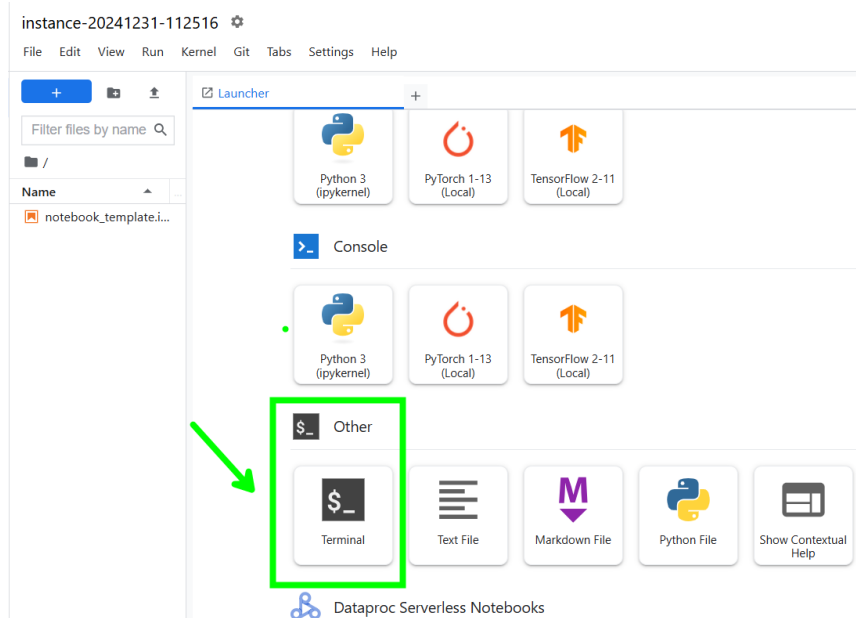 instance-20241231-112516
File Edit View Run Kernel Git Tabs Settings Help
+
Launcher
+
Filter files by name
/
Name
...
notebook_template.i...
Python 3
(ipykernel)
PyTorch 1-13
(Local)
TensorFlow 2-11
(Local)
>_
Console
Python 3
(ipykernel)
PyTorch 1-13
(Local)
TensorFlow 2-11
(Local)
$_
Other
$_
Terminal
Text File
M
Markdown File
Python File
Show Contextual
Help
Dataproc Serverless Notebooks